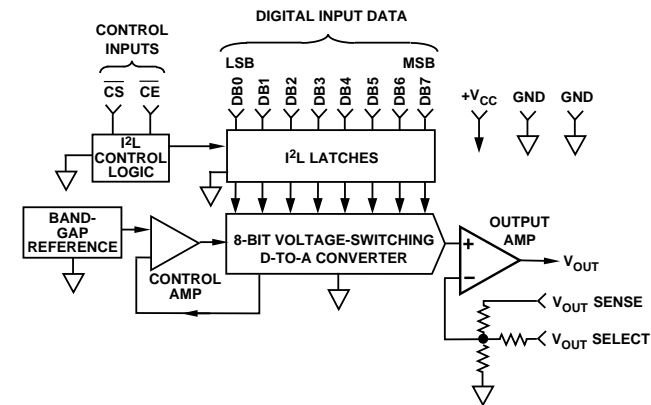 DIGITAL INPUT DATA
CONTROL
INPUTS
LSB
MSB
CS
CE
DB0
DB1
DB2
DB3
DB4
DB5
DB6
DB7
+VCC
GND
GND
I2L
CONTROL
LOGIC
I2L LATCHES
BAND-
GAP
REFERENCE
CONTROL
AMP
8-BIT VOLTAGE-SWITCHING
D-TO-A CONVERTER
OUTPUT
AMP
+
–
VOUT
VOUT SENSE
VOUT SELECT